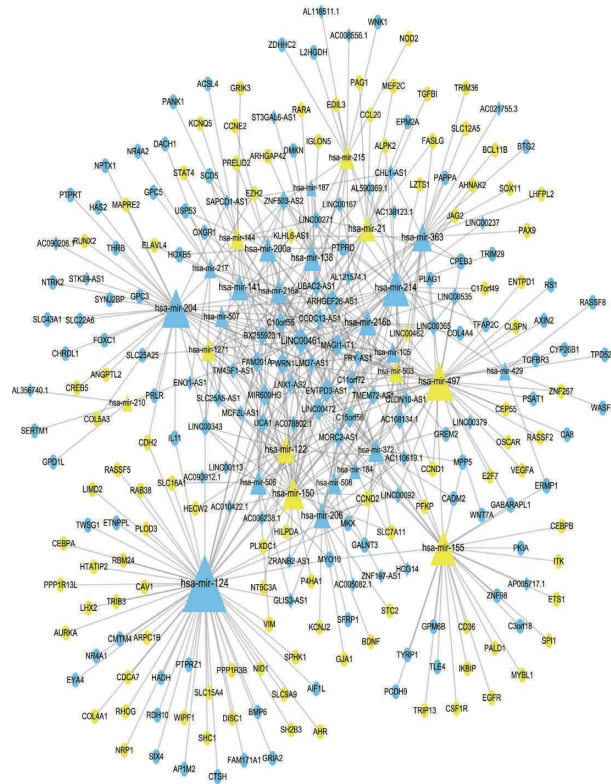 AL118511.1
WNK1
ZDHHC2
AC008556.1
L2HGDH
NOD2
ACSL4
GRIK3
PAG1
MEF2C
TRIM36
PANK1
ST3GAL6-AS1
EDIL3
TGFBI
KCNQ5
CCNE2
RARA
CCL20
SLC12A5
AC021755.3
DACH1
DMKN
IGLON5
hsa-mir-215
EPM2A
NR4A2
PRELID2
ARHGAP42
ALPK2
FASLG
BCL11B
BTG2
NPTX1
STAT4
SCD5
CHL1-AS1
PAPPA
GPC5
EZH2
hsa-mir-187
AL590369.1
LZTS1
AHNAK2
PTPRT
USP53
SAPCD1-AS1
ZNF503-AS2
LINC00167
SOX11
LHFPL2
HAS2
MAPRE2
OXGR1
AC138123.1
JAG2
hsa-mir-144
LINC00271
hsa-mir-21
LINC00237
PAX9
AC090206.1
RUNX2
ELAVL4
KLHL6-AS1
hsa-mir-363
HOXB5
hsa-mir-200a
PTPRD
THRB
hsa-mir-138
CPEB3
TRIM29
NTRK2
STK24-AS1
hsa-mir-217
AL121574.1
SYNJ2BP
GPC3
hsa-mir-141
UBAC2-AS1
hsa-mir-214
PLAG1
ENTPD1
RS1
SLC43A1
hsa-mir-216a
ARHGEF26-AS1
LINC00535
C17orf49
RASSF8
SLC22A6
hsa-mir-204
C10orf55
CCDC13-AS1
AXIN2
FOXC1
hsa-mir-507
hsa-mir-216b
LINC00365
TFAP2C
CLSPN
CYP26B1
CHRDL1
BX255923.1
LINC00461
MAGI1-IT1
LINC00462
COL4A4
SLC25A25
hsa-mir-1271
PWRN1
LMO7-AS1
FRY-AS1
hsa-mir-105
TGFBR3
TPD52
ANGPTL2
FAM201A
hsa-mir-503
hsa-mir-429
AL356740.1
CREB5
ENO1-AS1
TM4SF1-AS1
LNX1-AS2
C11orf72
hsa-mir-497
PSAT1
ZNF267
hsa-mir-210
PRLR
SLC25A5-AS1
MIR600HG
ENTPD3-AS1
CLDN10-AS1
COL5A3
TMEM72-AS1
CEP55
MCF2L-AS1
LINC00472
LINC00379
RASSF2
SERTM1
LINC00343
UCA1
C15orf56
AC108134.1
OSCAR
CA8
IL11
AC078802.1
GREM2
GPD1L
CDH2
MORC2-AS1
VEGFA
hsa-mir-122
hsa-mir-372
CCND1
E2F7
RASSF5
LINC00113
AC110619.1
MPP5
ERMP1
LIMD2
SLC16A1
AC093912.1
hsa-mir-184
RAB38
hsa-mir-506
hsa-mir-508
CADM2
GABARAPL1
HECW2
AC010422.1
hsa-mir-150
CCND2
LINC00092
ETNPPL
WNT7A
TWSG1
PLOD3
PFKP
CEBPB
AC006238.1
hsa-mir-206
CEBPA
RBM24
HILPDA
MKX
SLC7A11
PKIA
PLXDC1
HTATIP2
MYO10
GALNT3
hsa-mir-155
ITK
PPP1R13L
CAV1
hsa-mir-124
ZRANB2-AS1
HCG14
AP005717.1
TRIB3
NT5C3A
P4HA1
ZNF197-AS1
ZNF98
LHX2
AC005082.1
ETS1
GLIS3-AS1
STC2
AURKA
ARPC1B
KCNJ2
SFRP1
GPM6B
C3orf18
CMTM4
VIM
CD36
NR4A1
BDNF
SPI1
PTPRZ1
SPHK1
GJA1
TYRP1
PALD1
EYA4
HADH
PPP1R3B
NID1
TLE4
IKBIP
MYBL1
CDCA7
AIF1L
SLC15A4
SLC9A9
PCDH9
EGFR
COL4A1
RHOG
RDH10
WIPF1
DISC1
BMP6
TRIP13
CSF1R
SHC1
SH2B3
AHR
NRP1
SIX4
GRIA2
FAM171A1
AP1M2
CTSH